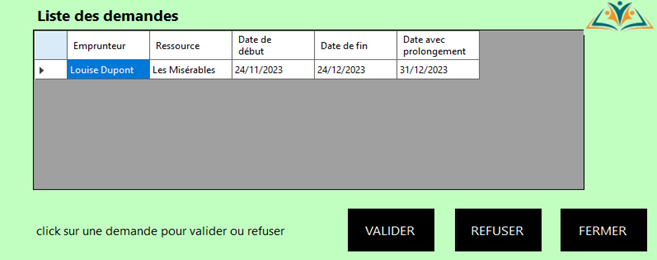 Liste des demandes
Emprunteur Ressource Date de début Date de fin Date avec prolongement
Louise Dupont Les Misérables 24/11/2023 24/12/2023 31/12/2023
click sur une demande pour valider ou refuser VALIDER REFUSER FERMER